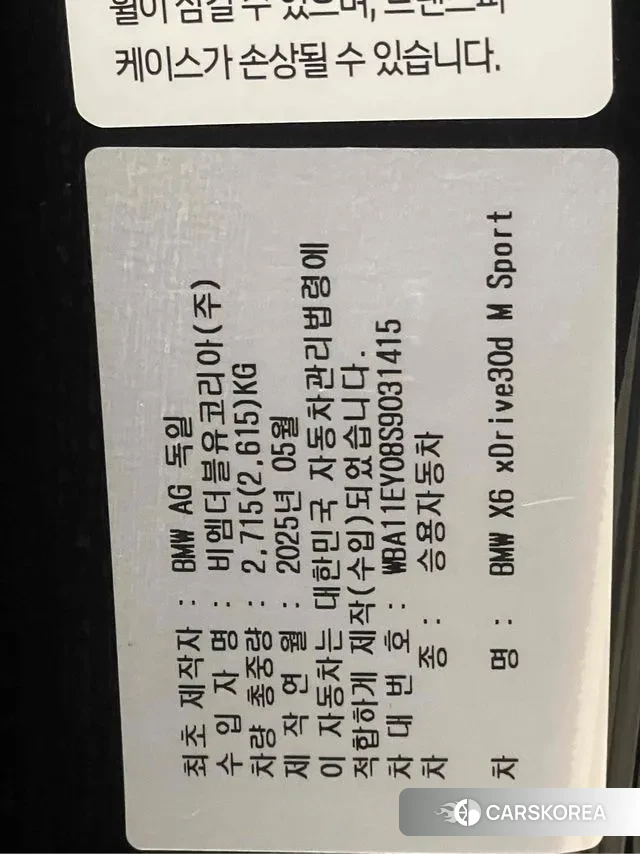 케이스가 손상될 수 있습니다.
최초 제작자 : BMW AG 독일
수 입 자 명 : 비엠더블유코리아(주)
차량 총중량 : 2,715(2,615)KG
제 작 연 월 : 2025년 05월
이 자동차는 대한민국 자동차관리법령에
적합하게 제작(수입)되었습니다.
차 대 번 호 : WBA11EY08S9031415
차 종 : 승용자동차
차 명 : BMW X6 xDrive30d M Sport
CARSKOREA